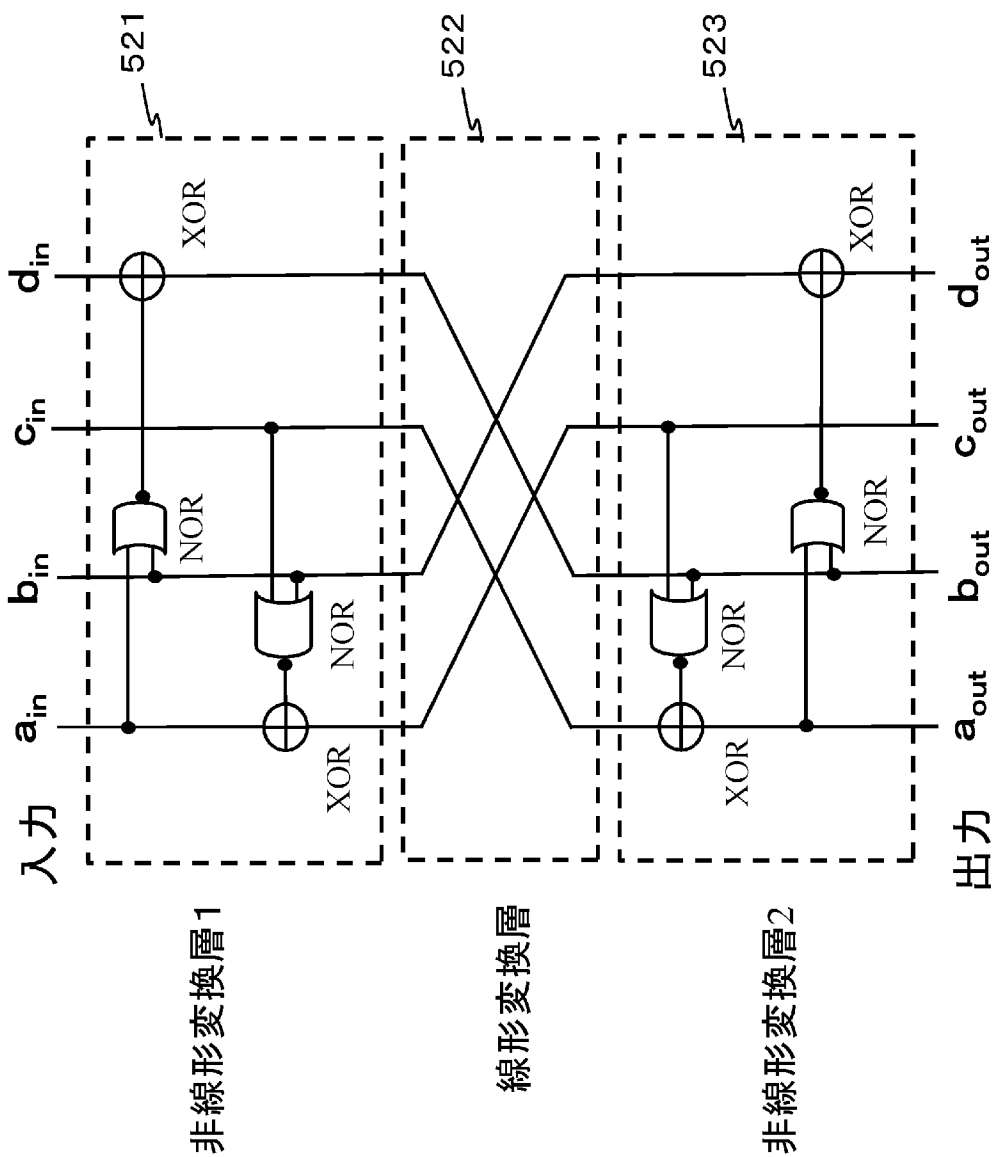 入力
a_in
b_in
c_in
d_in
非線形変換層1
NOR
XOR
NOR
XOR
521
線形変換層
522
非線形変換層2
NOR
XOR
NOR
XOR
523
出力
a_out
b_out
c_out
d_out